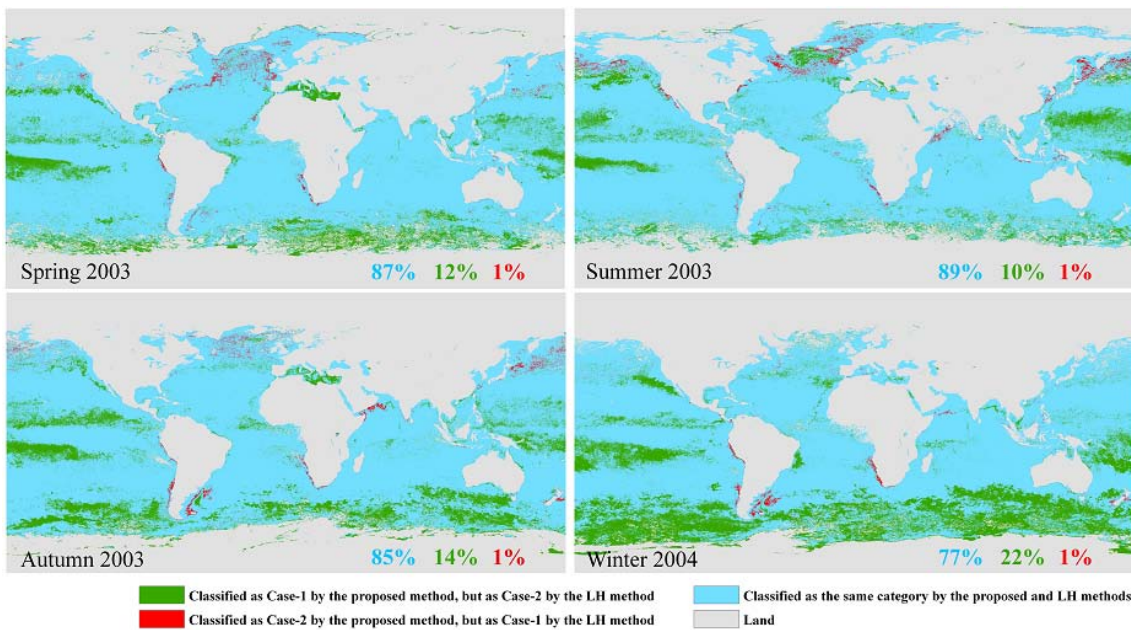 Spring 2003 87% 12% 1%
Summer 2003 89% 10% 1%
Autumn 2003 85% 14% 1%
Winter 2004 77% 22% 1%
Classified as Case-1 by the proposed method, but as Case-2 by the LH method
Classified as the same category by the proposed and LH methods
Classified as Case-2 by the proposed method, but as Case-1 by the LH method
Land